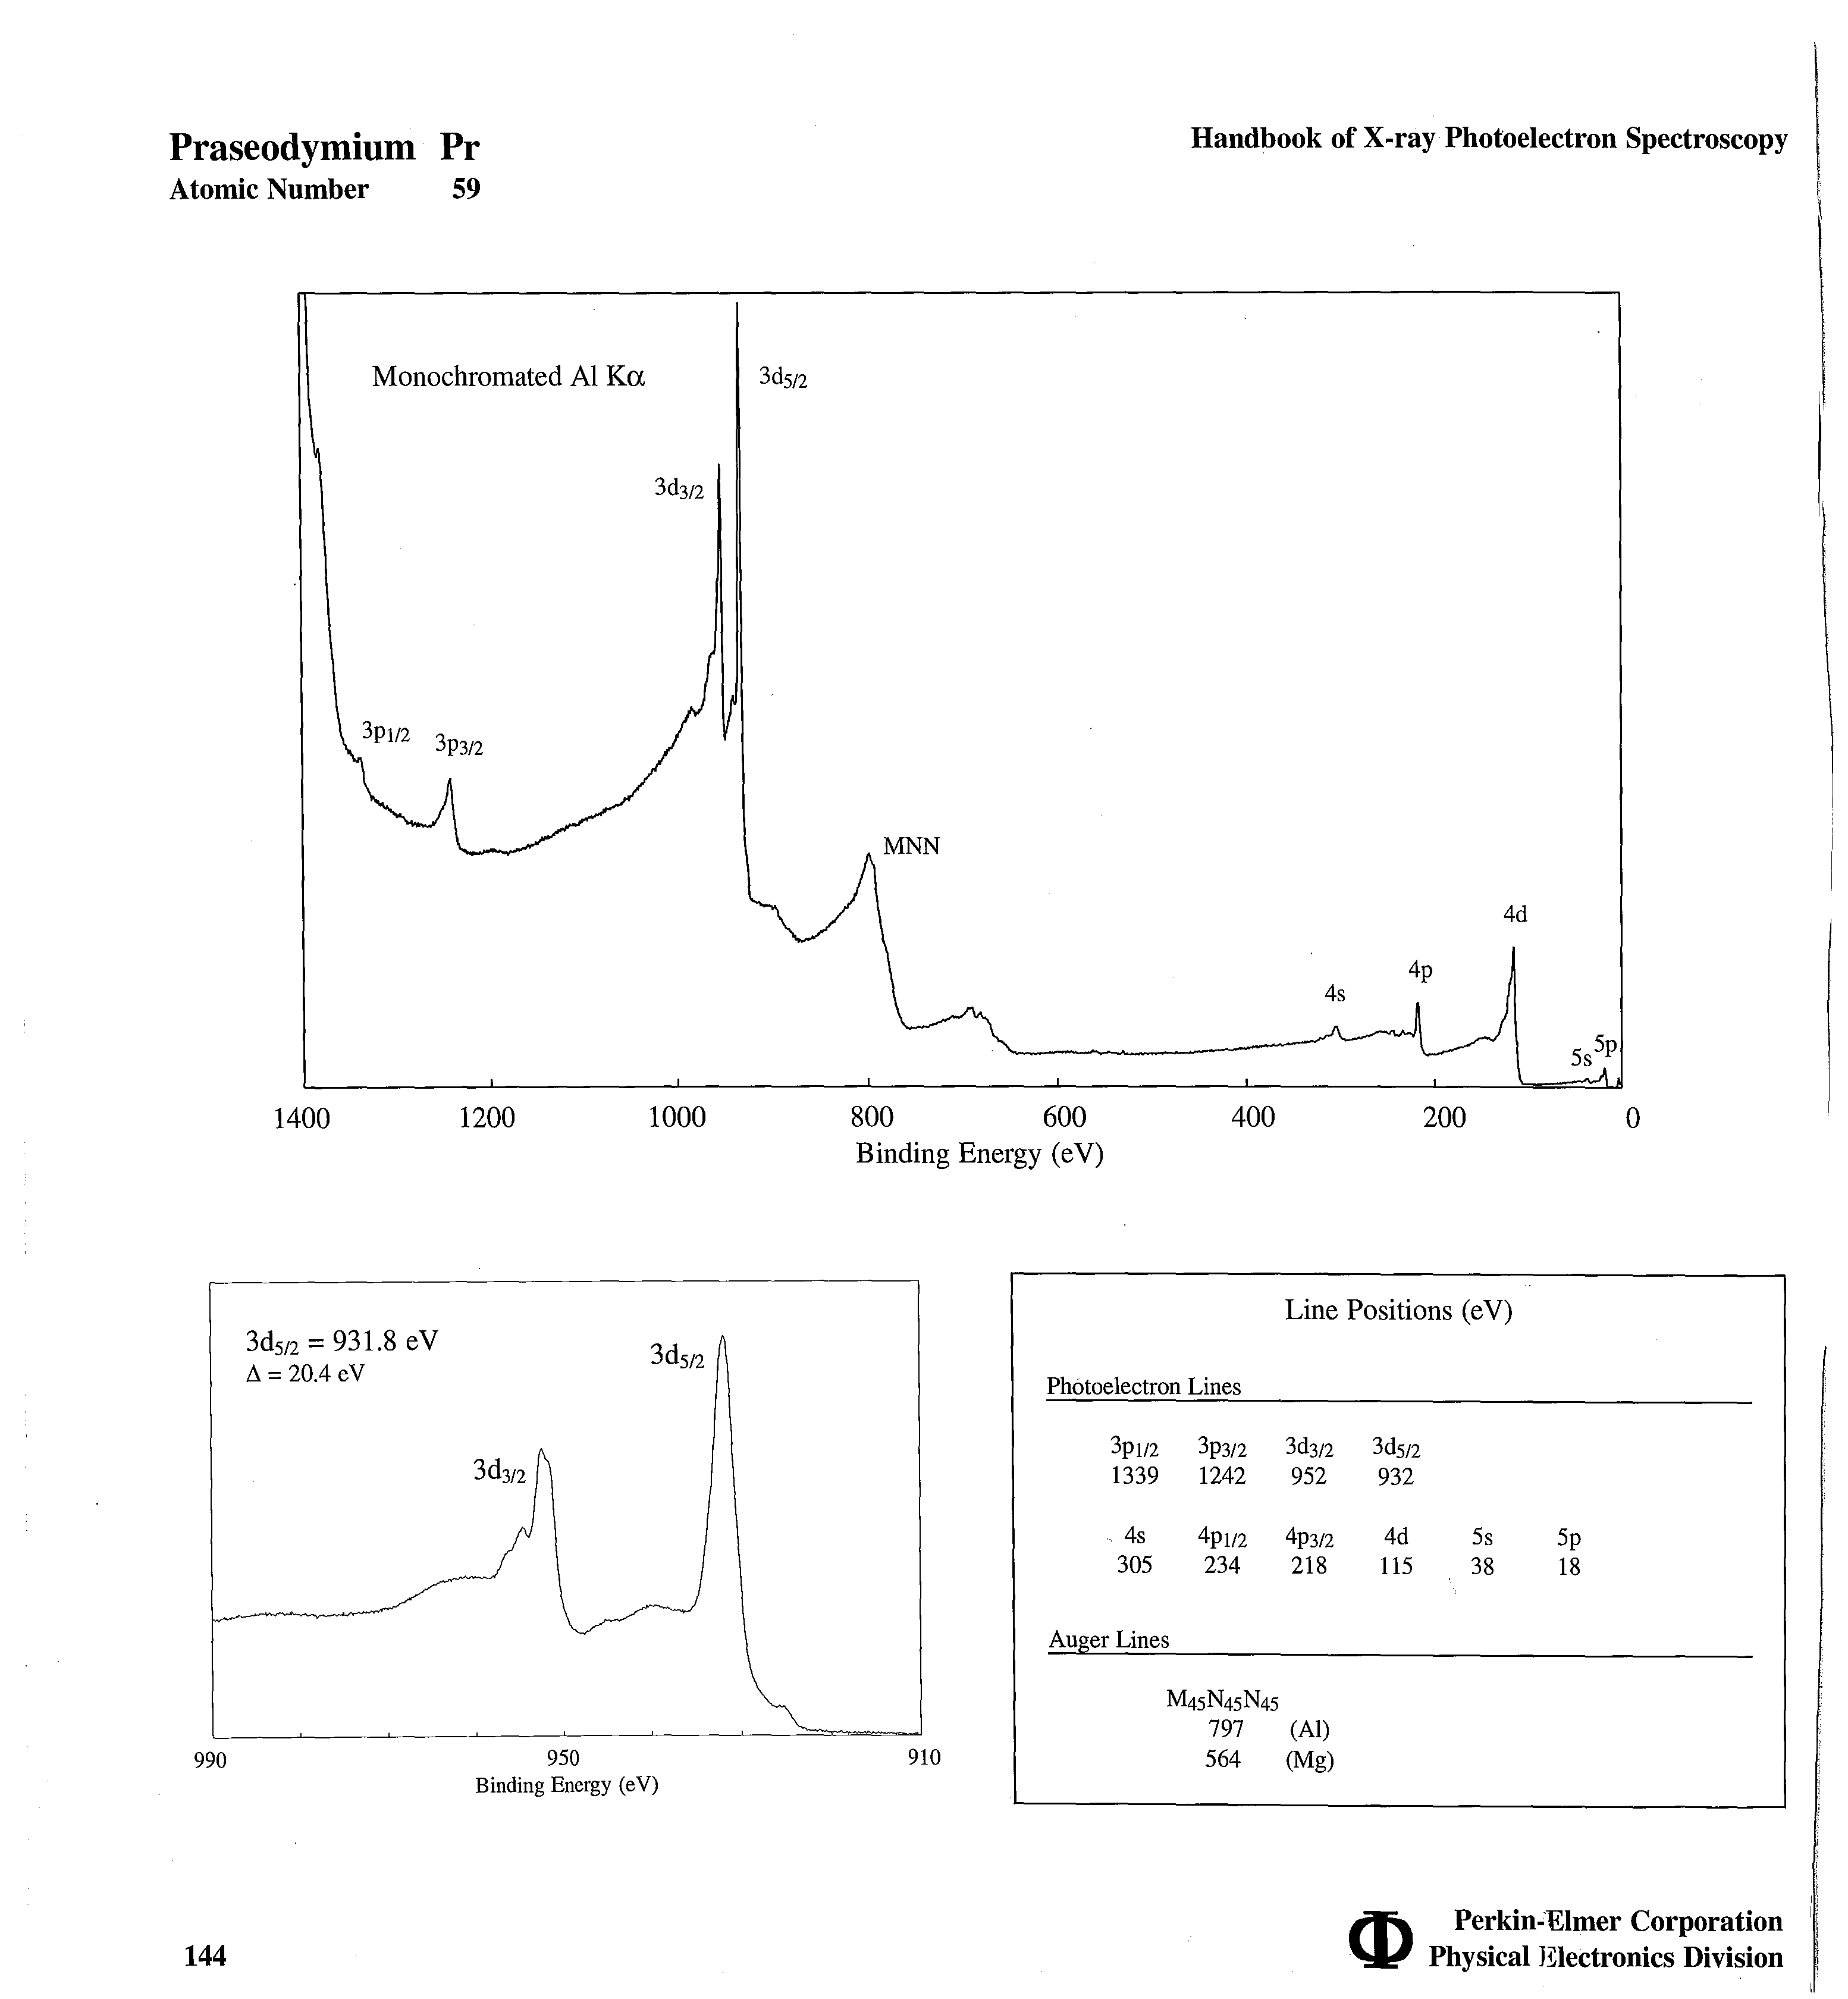 Praseodymium Pr
Atomic Number 59
Handbook of X-ray Photoelectron Spectroscopy
Monochromated Al Kα
3d5/2
3d3/2
3p1/2
3p3/2
MNN
4d
4p
4s
5s
5p
1400 1200 1000 800 600 400 200 0
Binding Energy (eV)
3d5/2 = 931.8 eV
Δ = 20.4 eV
3d5/2
3d3/2
990 950 910
Binding Energy (eV)
Line Positions (eV)
Photoelectron Lines
3p1/2 3p3/2 3d3/2 3d5/2
1339 1242 952 932
4s 4p1/2 4p3/2 4d 5s 5p
305 234 218 115 38 18
Auger Lines
M45N45N45
797 (Al)
564 (Mg)
144
Perkin-Elmer Corporation
Physical Electronics Division